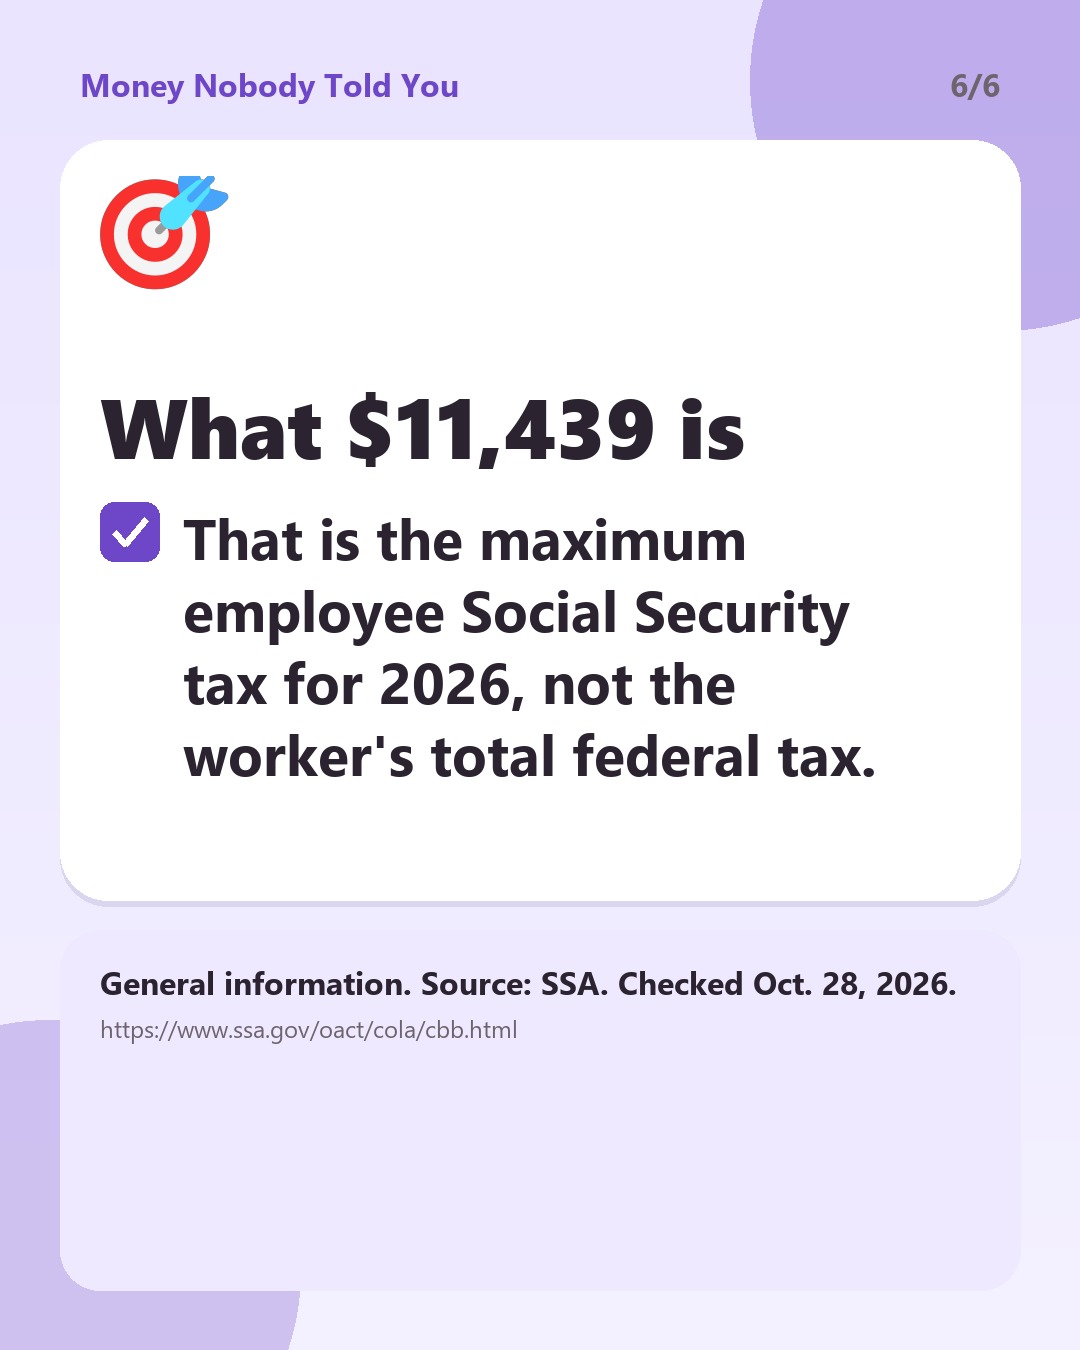 Money Nobody Told You
6/6
What $11,439 is
That is the maximum
employee Social Security
tax for 2026, not the
worker's total federal tax.
General information. Source: SSA. Checked Oct. 28, 2026.
https://www.ssa.gov/oact/cola/cbb.html